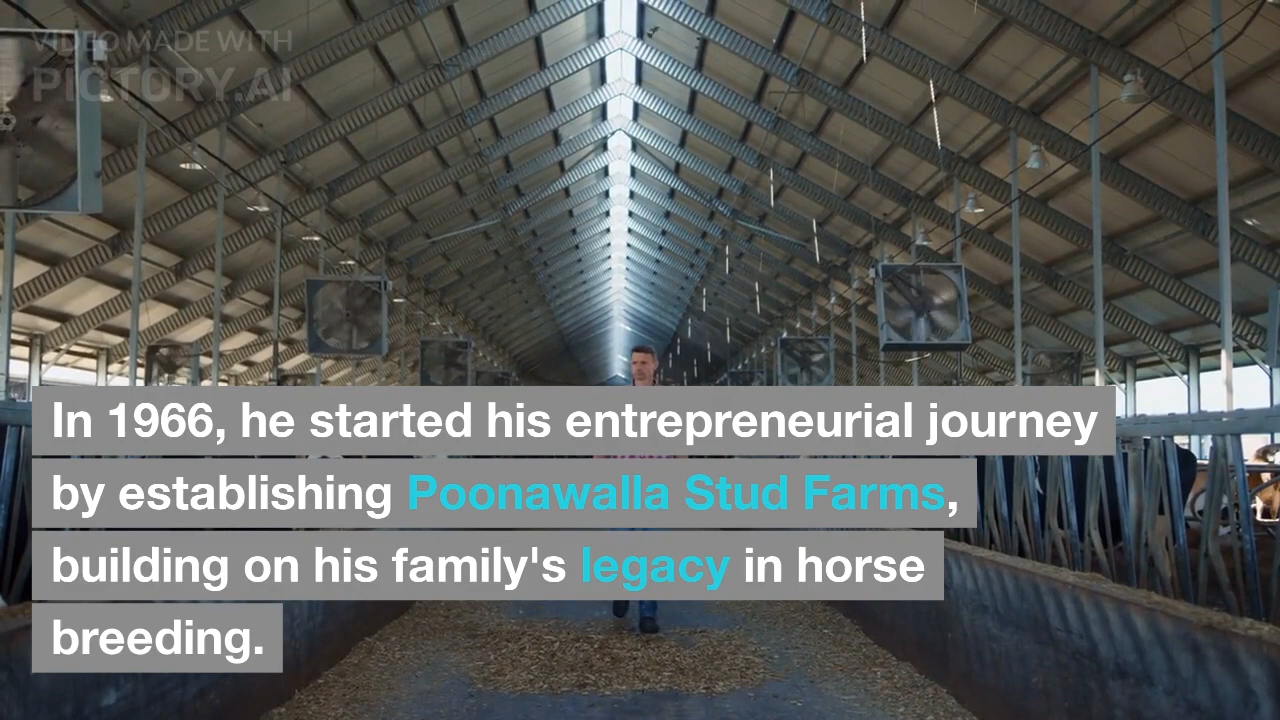 VIDEO MADE WITH
PICTORY.AI
In 1966, he started his entrepreneurial journey
by establishing Poonawalla Stud Farms,
building on his family's legacy in horse
breeding.